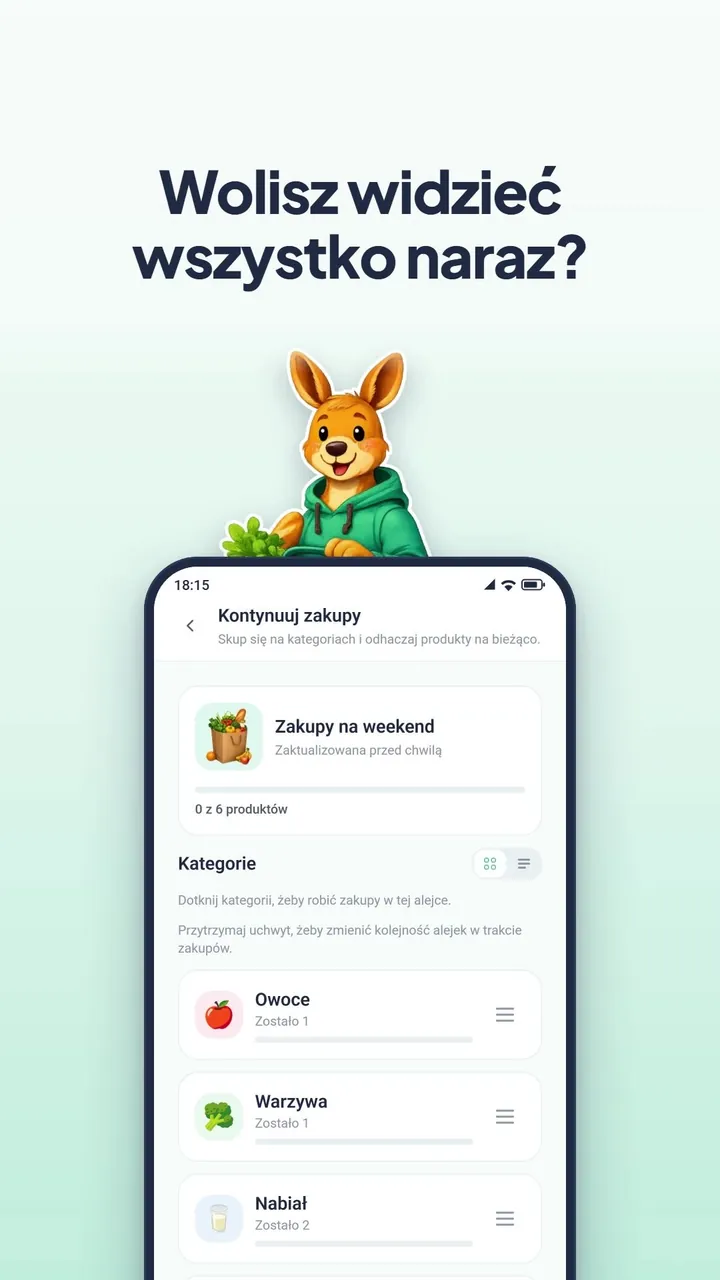 Wolisz widzieć
wszystko naraz?
18:15
Kontynuuj zakupy
Skup się na kategoriach i odhaczaj produkty na bieżąco.
Zakupy na weekend
Zaktualizowana przed chwilą
0 z 6 produktów
Kategorie
Dotknij kategorii, żeby robić zakupy w tej alejce.
Przytrzymaj uchwyt, żeby zmienić kolejność alejek w trakcie
zakupów.
Owoce
Zostało 1
Warzywa
Zostało 1
Nabiał
Zostało 2